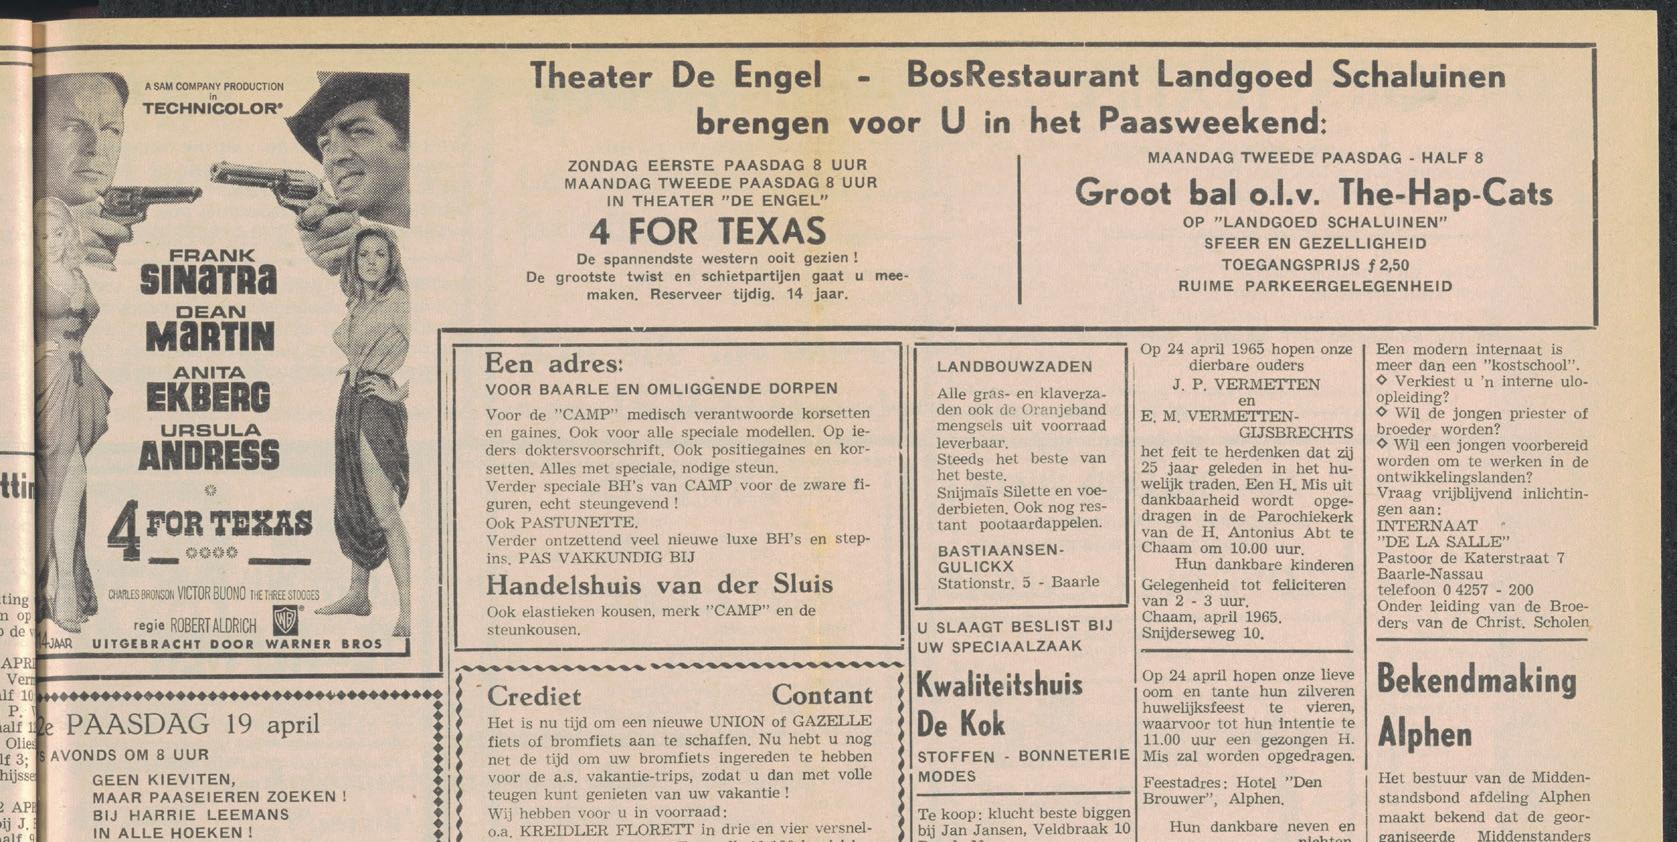 A SAM COMPANY PRODUCTION
in
TECHNICOLOR®
FRANK
SINATRA
DEAN
MARTIN
ANITA
EKBERG
URSULA
ANDRESS
4 FOR TEXAS
CHARLES BRONSON VICTOR BUONO THE THREE STOOGES
regie ROBERT ALDRICH
WB
14 JAAR UITGEBRACHT DOOR WARNER BROS
Theater De Engel - BosRestaurant Landgoed Schaluinen
brengen voor U in het Paasweekend:
ZONDAG EERSTE PAASDAG 8 UUR
MAANDAG TWEEDE PAASDAG 8 UUR
IN THEATER "DE ENGEL"
4 FOR TEXAS
De spannendste western ooit gezien !
De grootste twist en schietpartijen gaat u mee-
maken. Reserveer tijdig. 14 jaar.
MAANDAG TWEEDE PAASDAG - HALF 8
Groot bal o.l.v. The-Hap-Cats
OP "LANDGOED SCHALUINEN"
SFEER EN GEZELLIGHEID
TOEGANGSPRIJS ƒ 2,50
RUIME PARKEERGELEGENHEID
2e PAASDAG 19 april
'S AVONDS OM 8 UUR
GEEN KIEVITEN,
MAAR PAASEIEREN ZOEKEN !
BIJ HARRIE LEEMANS
IN ALLE HOEKEN !
Een adres:
VOOR BAARLE EN OMLIGGENDE DORPEN
Voor de "CAMP" medisch verantwoorde korsetten
en gaines. Ook voor alle speciale modellen. Op ie-
ders doktersvoorschrift. Ook positiegaines en kor-
setten. Alles met speciale, nodige steun.
Verder speciale BH's van CAMP voor de zware fi-
guren, echt steungevend !
Ook PASTUNETTE.
Verder ontzettend veel nieuwe luxe BH's en step-
ins. PAS VAKKUNDIG BIJ
Handelshuis van der Sluis
Ook elastieken kousen, merk "CAMP" en de
steunkousen.
Crediet Contant
Het is nu tijd om een nieuwe UNION of GAZELLE
fiets of bromfiets aan te schaffen. Nu hebt u nog
net de tijd om uw bromfiets ingereden te hebben
voor de a.s. vakantie-trips, zodat u dan met volle
teugen kunt genieten van uw vakantie !
Wij hebben voor u in voorraad:
o.a. KREIDLER FLORETT in drie en vier versnel-
LANDBOUWZADEN
Alle gras- en klaverza-
den ook de Oranjeband
mengsels uit voorraad
leverbaar.
Steeds het beste van
het beste.
Snijmaïs Silette en voe-
derbieten. Ook nog res-
tant pootaardappelen.
BASTIAANSEN-
GULICKX
Stationstr. 5 - Baarle
U SLAAGT BESLIST BIJ
UW SPECIAALZAAK
Kwaliteitshuis
De Kok
STOFFEN - BONNETERIE
MODES
Te koop: klucht beste biggen
bij Jan Jansen, Veldbraak 10
Op 24 april 1965 hopen onze
dierbare ouders
J. P. VERMETTEN
en
E. M. VERMETTEN-
GIJSBRECHTS
het feit te herdenken dat zij
25 jaar geleden in het hu-
welijk traden. Een H. Mis uit
dankbaarheid wordt opge-
dragen in de Parochiekerk
van de H. Antonius Abt te
Chaam om 10.00 uur.
Hun dankbare kinderen
Gelegenheid tot feliciteren
van 2 - 3 uur.
Chaam, april 1965.
Snijderseweg 10.
Op 24 april hopen onze lieve
oom en tante hun zilveren
huwelijksfeest te vieren,
waarvoor tot hun intentie te
11.00 uur een gezongen H.
Mis zal worden opgedragen.
Feestadres: Hotel "Den
Brouwer", Alphen.
Hun dankbare neven en
nichten.
Een modern internaat is
meer dan een "kostschool".
◇ Verkiest u 'n interne ulo-
opleiding?
◇ Wil de jongen priester of
broeder worden?
◇ Wil een jongen voorbereid
worden om te werken in de
ontwikkelingslanden?
Vraag vrijblijvend inlichtin-
gen aan:
INTERNAAT
"DE LA SALLE"
Pastoor de Katerstraat 7
Baarle-Nassau
telefoon 0 4257 - 200
Onder leiding van de Broe-
ders van de Christ. Scholen
Bekendmaking
Alphen
Het bestuur van de Midden-
standsbond afdeling Alphen
maakt bekend dat de geor-
ganiseerde Middenstanders